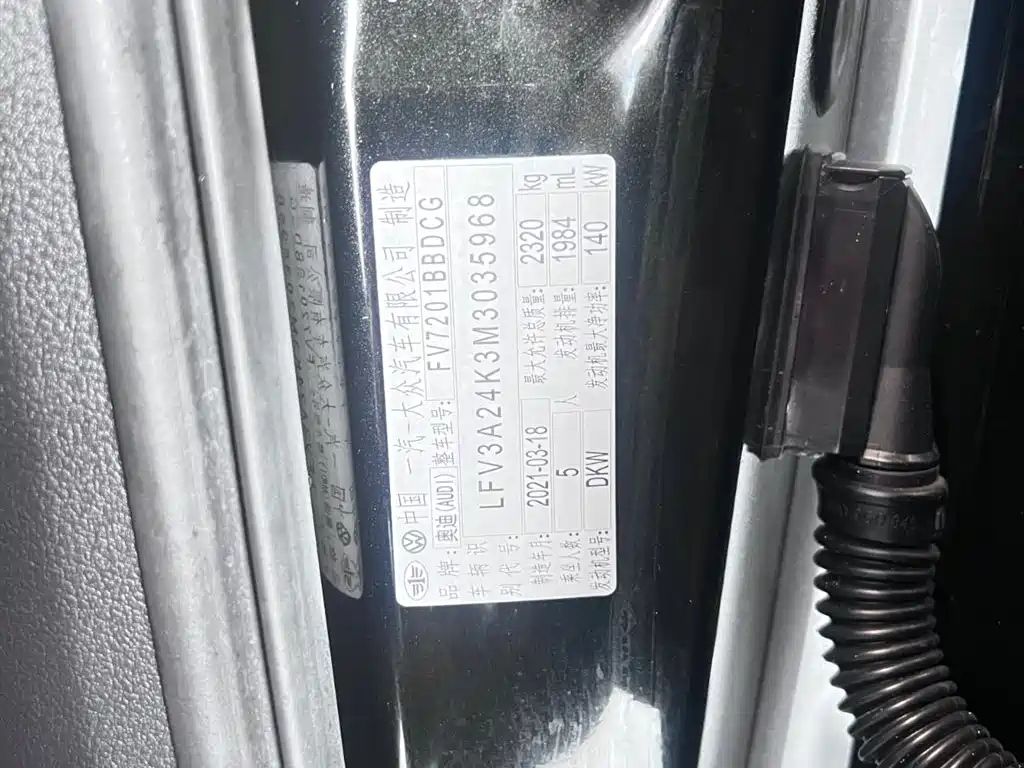 中国 一汽-大众汽车有限公司 制造
品牌: 奥迪(AUDI) 整车型号: FV7201BBDCG
车辆识别代号: LFV3A24K3M3035968
制造年月: 2021-03-18 最大允许总质量: 2320 kg
乘坐人数: 5 人 发动机排量: 1984 mL
发动机型号: DKW 发动机最大净功率: 140 KW